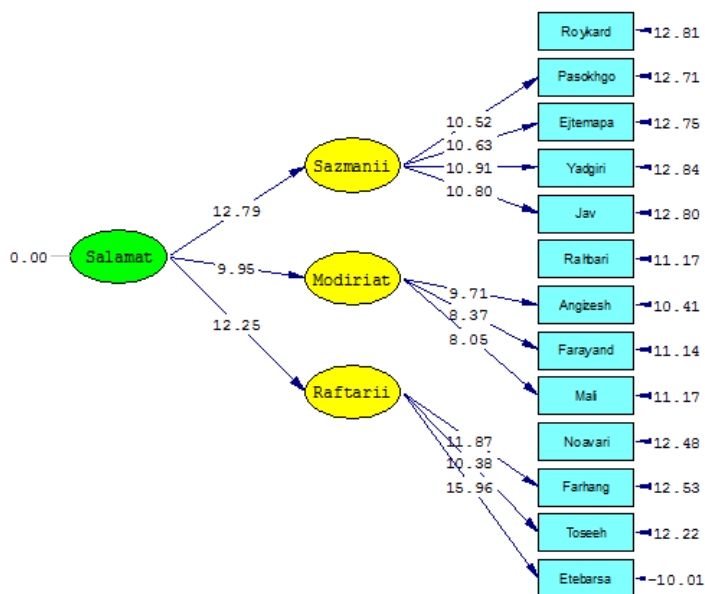 Roykard 12.81
Pasokhgo 12.71
10.52
Ejtemapa 12.75
10.63
Sazmanii
10.91
Yadgiri 12.84
10.80
12.79
Jav 12.80
0.00 Salamat
Rahbari 11.17
9.95
Modiriat
9.71
Angizesh 10.41
8.37
12.25
8.05
Farayand 11.14
Raftarii
Mali 11.17
11.87
Noavari 12.48
10.38
15.96
Farhang 12.53
Toseeh 12.22
Etebarsa -10.01